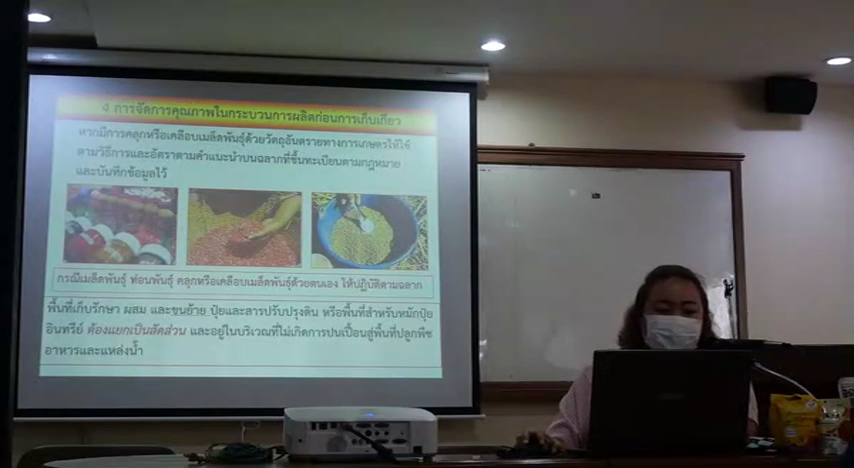 4 การจัดการคุณภาพในกระบวนการผลิตก่อนการเก็บเกี่ยว
หากมีการคลุกหรือเคลือบเมล็ดพันธุ์ด้วยวัตถุอันตรายทางการเกษตรให้ใช้
ตามวิธีการและอัตราตามคำแนะนำบนฉลากที่ขึ้นทะเบียนตามกฎหมาย
และบันทึกข้อมูลไว้
กรณีเมล็ดพันธุ์ ท่อนพันธุ์ คลุกหรือเคลือบเมล็ดพันธุ์ด้วยตนเอง ให้ปฏิบัติตามฉลาก
พื้นที่เก็บรักษา ผสม และขนย้าย ปุ๋ยและสารปรับปรุงดิน หรือพื้นที่สำหรับหมักปุ๋ย
อินทรีย์ ต้องแยกเป็นสัดส่วน และอยู่ในบริเวณที่ไม่เกิดการปนเปื้อนสู่พื้นที่ปลูกพืช
อาหารและแหล่งน้ำ